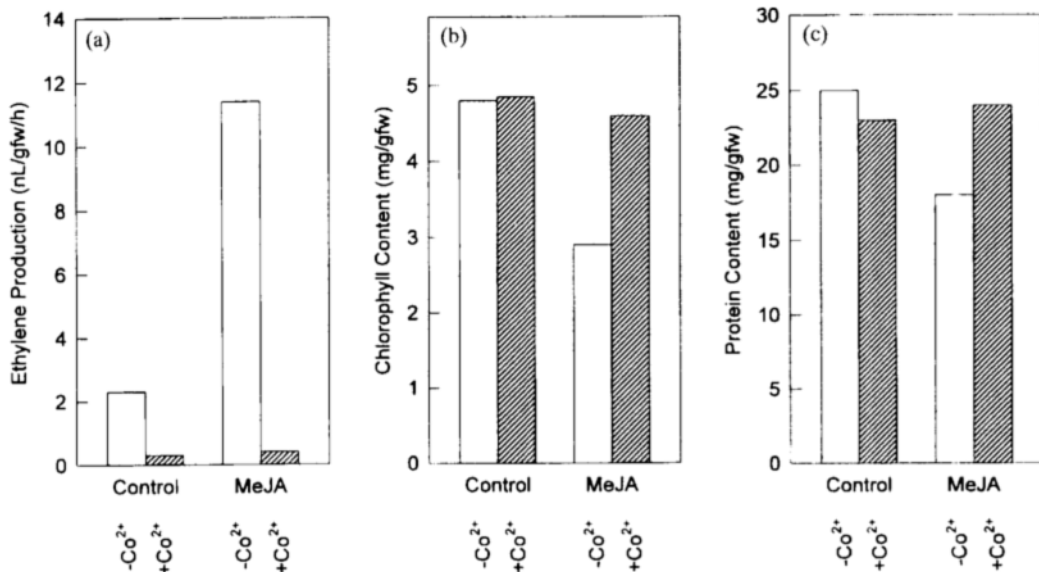 (a)
Ethylene Production (nL/gfw/h)
14
12
10
8
6
4
2
0
Control MeJA
-Co²⁺
+Co²⁺
-Co²⁺
+Co²⁺
(b)
Chlorophyll Content (mg/gfw)
5
4
3
2
1
0
Control MeJA
-Co²⁺
+Co²⁺
-Co²⁺
+Co²⁺
(c)
Protein Content (mg/gfw)
30
25
20
15
10
5
0
Control MeJA
-Co²⁺
+Co²⁺
-Co²⁺
+Co²⁺